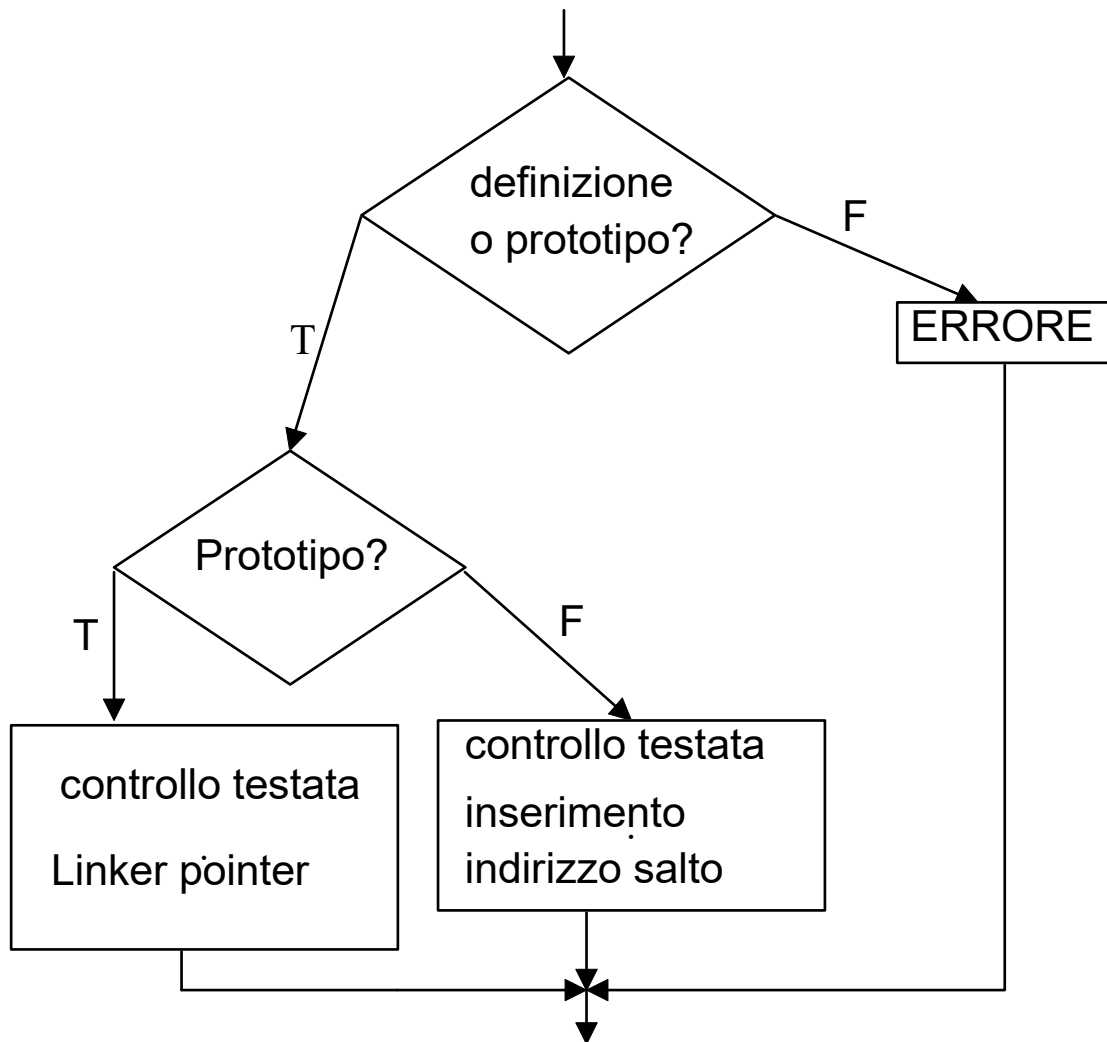 definizione
o prototipo?
F
ERRORE
T
Prototipo?
T
F
controllo testata
Linker pointer
controllo testata
inserimento
indirizzo salto